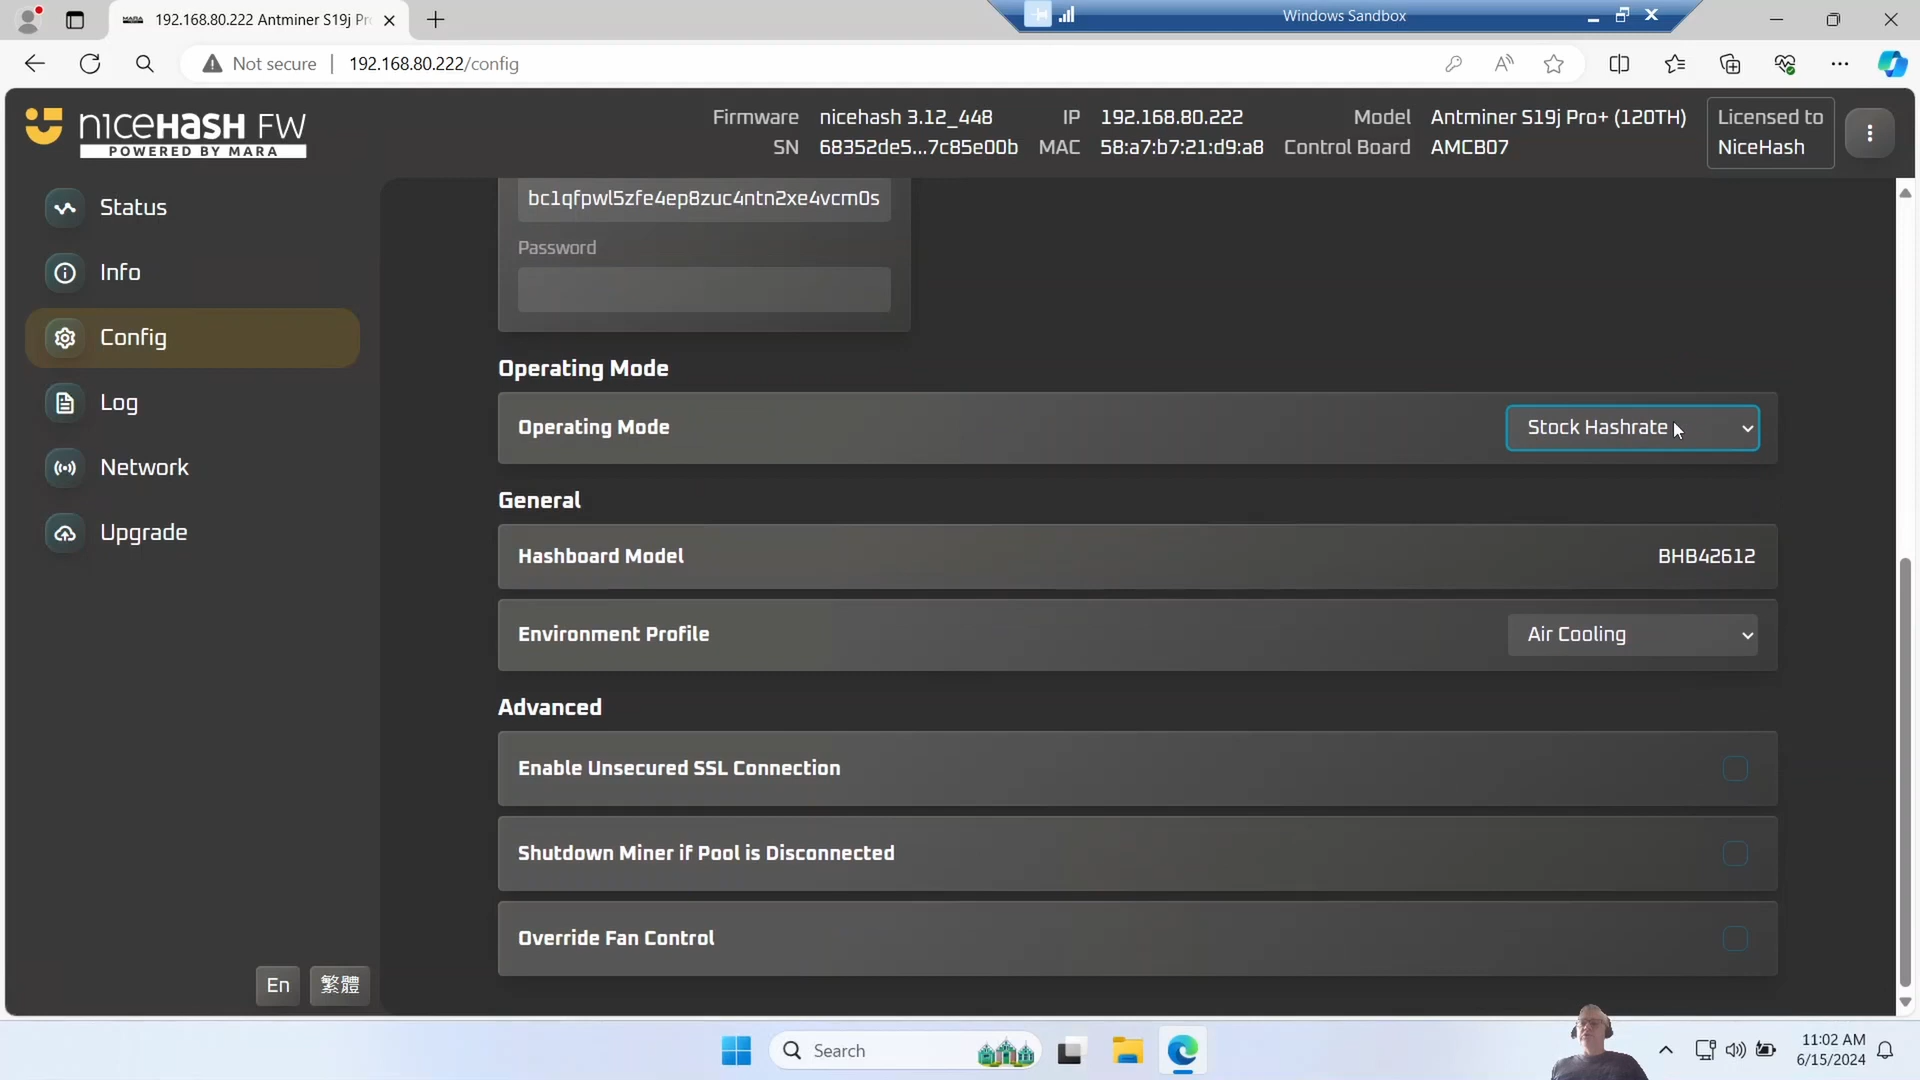 192.168.80.222 Antminer S19j Pr
Windows Sandbox
Not secure
192.168.80.222/config
niceHASH FW
POWERED BY MARA
Firmware nicehash 3.12_448 IP 192.168.80.222 Model Antminer S19j Pro+ (120TH)
SN 68352de5...7c85e00b MAC 58:a7:b7:21:d9:a8 Control Board AMCB07
Licensed to
NiceHash
Status
Info
Config
Log
Network
Upgrade
bc1qfpwl5zfe4ep8zuc4ntn2xe4vcm0s
Password
Operating Mode
Operating Mode Stock Hashrate
General
Hashboard Model BHB42612
Environment Profile Air Cooling
Advanced
Enable Unsecured SSL Connection
Shutdown Miner if Pool is Disconnected
Override Fan Control
En 繁體
Search
11:02 AM
6/15/2024